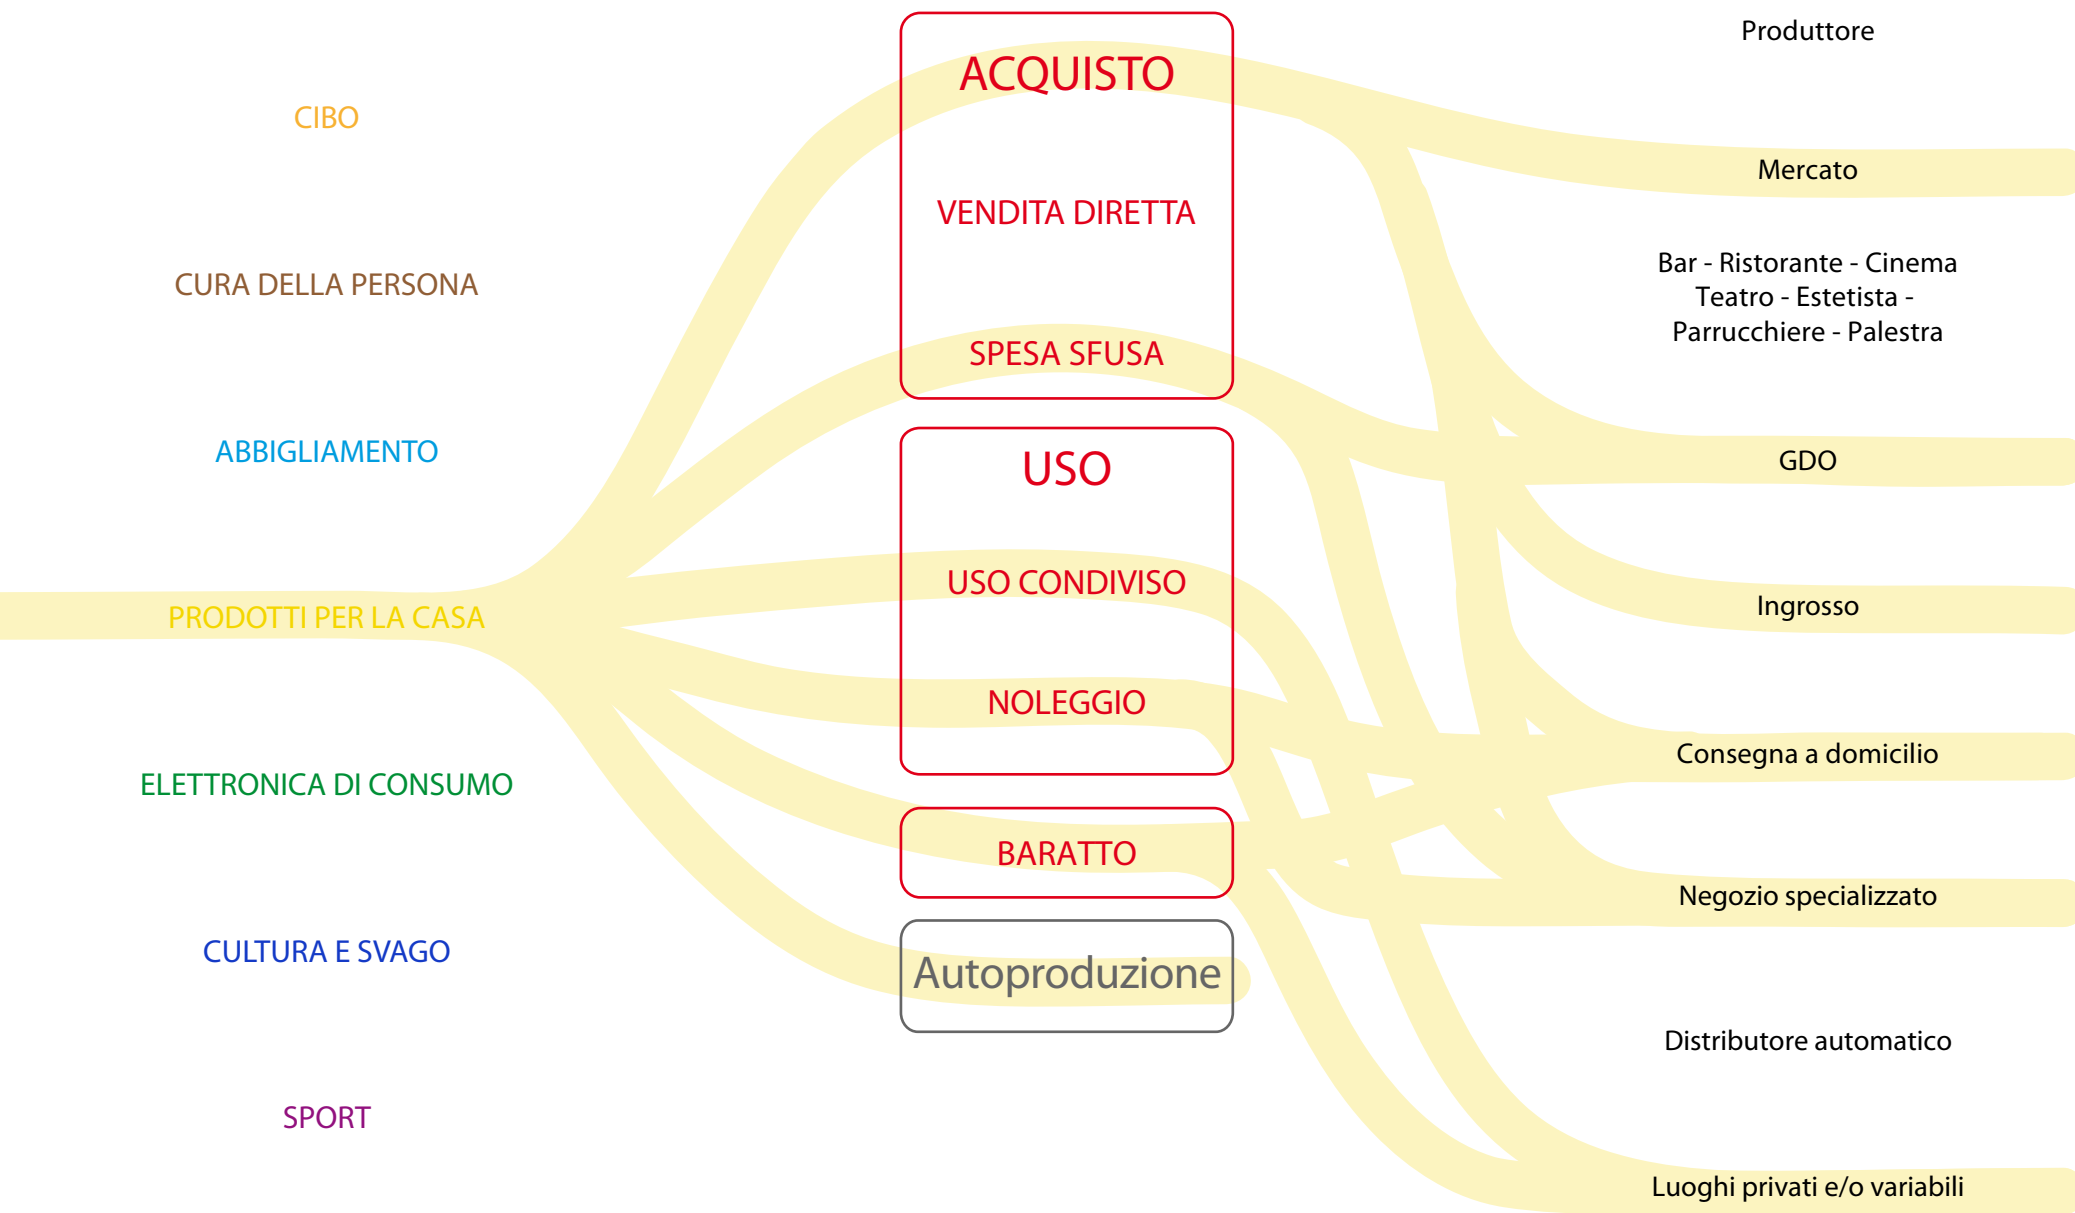 CIBO
CURA DELLA PERSONA
ABBIGLIAMENTO
PRODOTTI PER LA CASA
ELETTRONICA DI CONSUMO
CULTURA E SVAGO
SPORT
ACQUISTO
VENDITA DIRETTA
SPESA SFUSA
USO
USO CONDIVISO
NOLEGGIO
BARATTO
Autoproduzione
Produttore
Mercato
Bar - Ristorante - Cinema
Teatro - Estetista -
Parrucchiere - Palestra
GDO
Ingrosso
Consegna a domicilio
Negozio specializzato
Distributore automatico
Luoghi privati e/o variabili